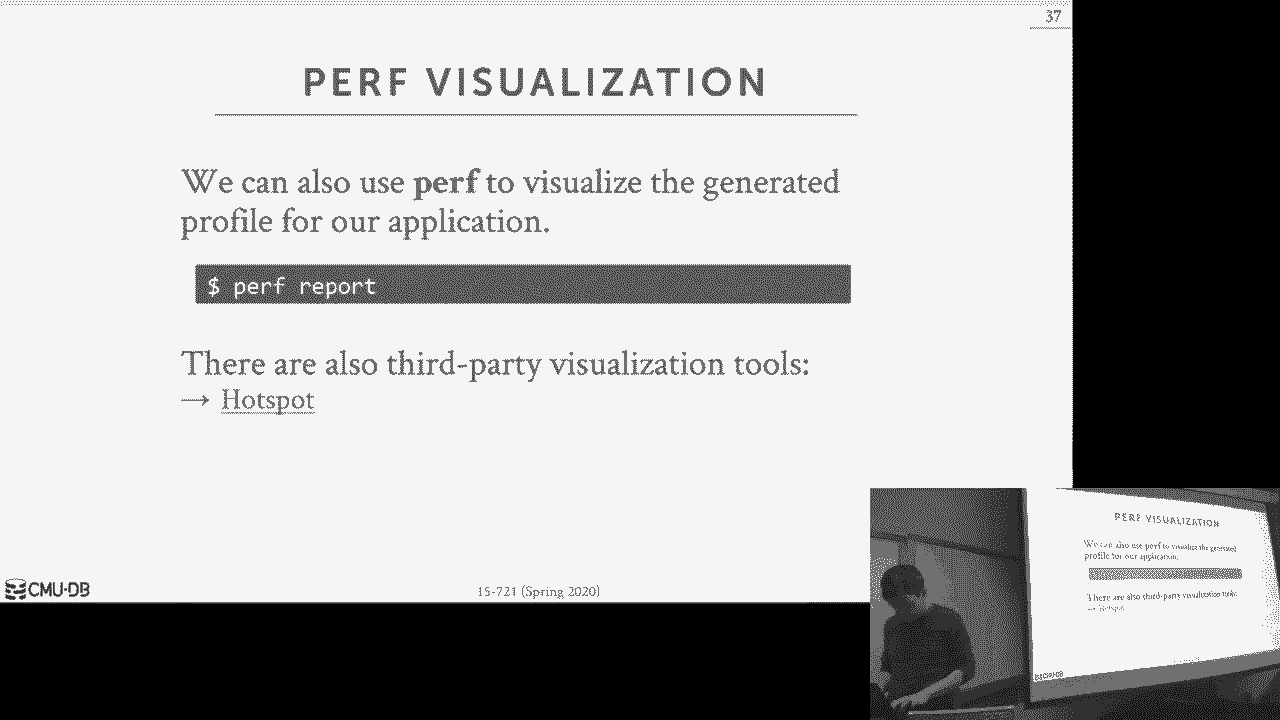 37
PERF VISUALIZATION
We can also use perf to visualize the generated
profile for our application.
$ perf report
There are also third-party visualization tools:
→ Hotspot
CMU·DB
15-721 (Spring 2020)
PERF VISUALIZATION
We can also use perf to visualize the generated
profile for our application.
There are also third-party visualization tools:
→ Hotspot